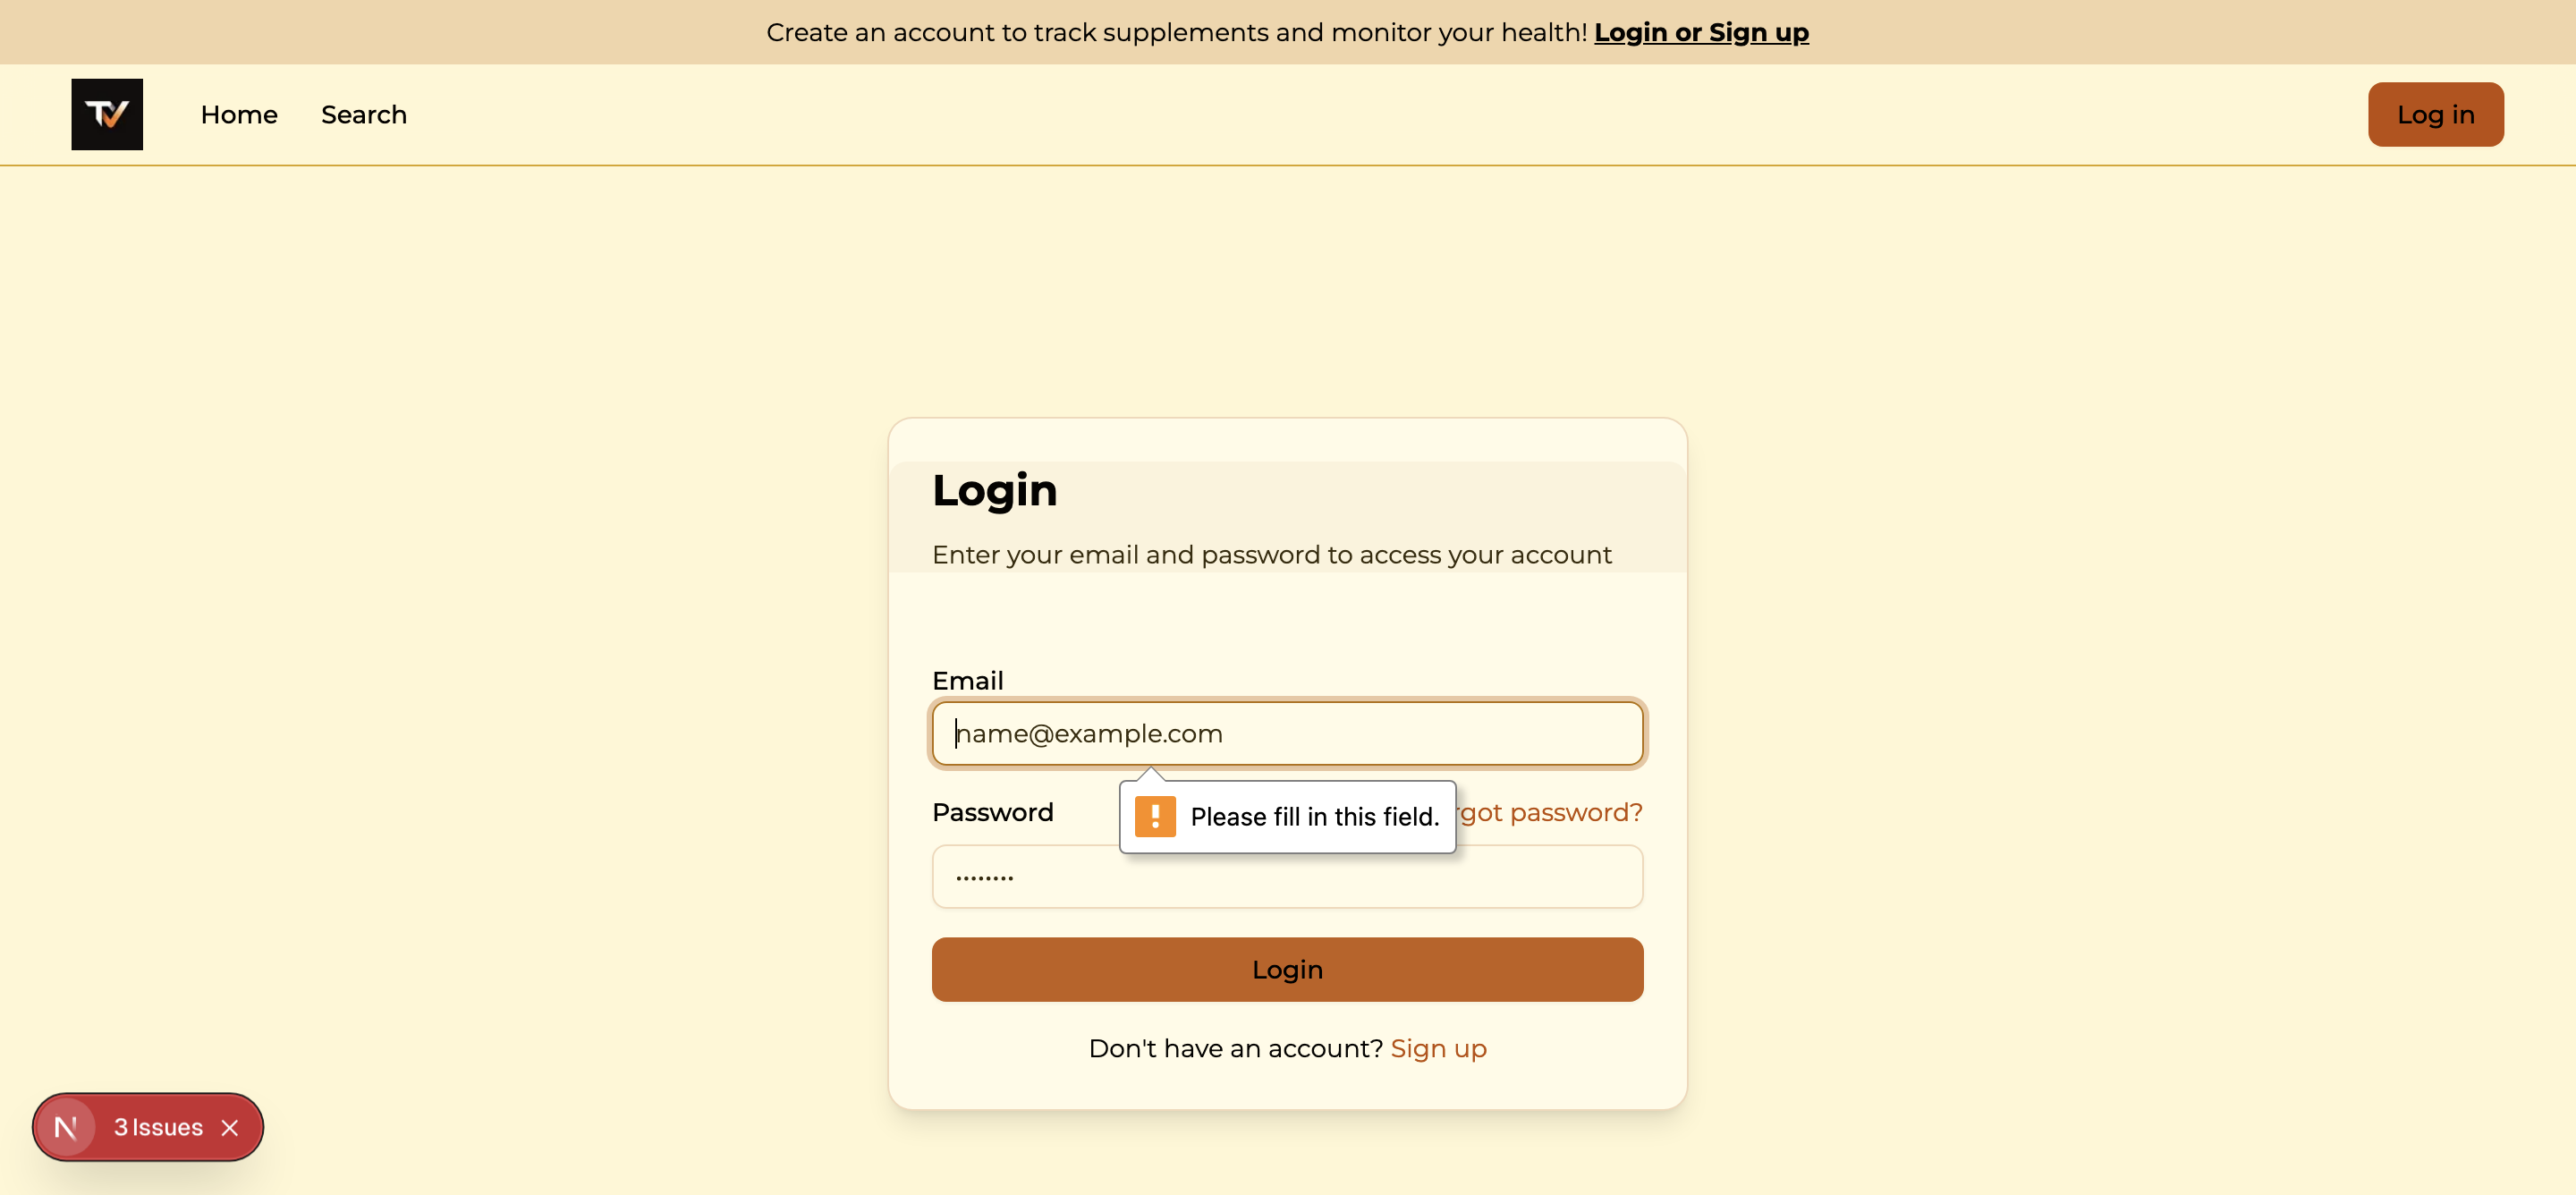 Create an account to track supplements and monitor your health! Login or Sign up
TV
Home
Search
Log in
Login
Enter your email and password to access your account
Email
name@example.com
Password
rgot password?
Please fill in this field.
••••••••
Login
Don't have an account? Sign up
N
3 Issues